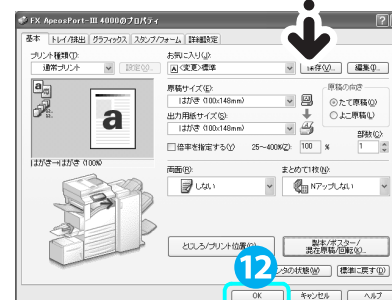 FX ApeosPort-III 4000のプロパティ
基本 トレイ/排出 グラフィックス スタンプ/フォーム 詳細設定
プリント種類(O):
通常プリント
設定(S)...
お気に入り(J):
<変更>標準
保存(V)...
編集(I)...
原稿サイズ(E):
はがき (100x148mm)
出力用紙サイズ(S):
はがき (100x148mm)
原稿の向き
たて原稿(Q)
よこ原稿(L)
倍率を指定する(Y)
25～400%(Z):
100
%
部数(C):
1
a
a
はがき→はがき (100%)
両面(R):
しない
まとめて1枚(N):
Nアップしない
とじしろ/プリント位置
製本/ポスター/
混在原稿/回転(X)...
12
タの状態(W)
標準に戻す(D)
OK
キャンセル
ヘルプ